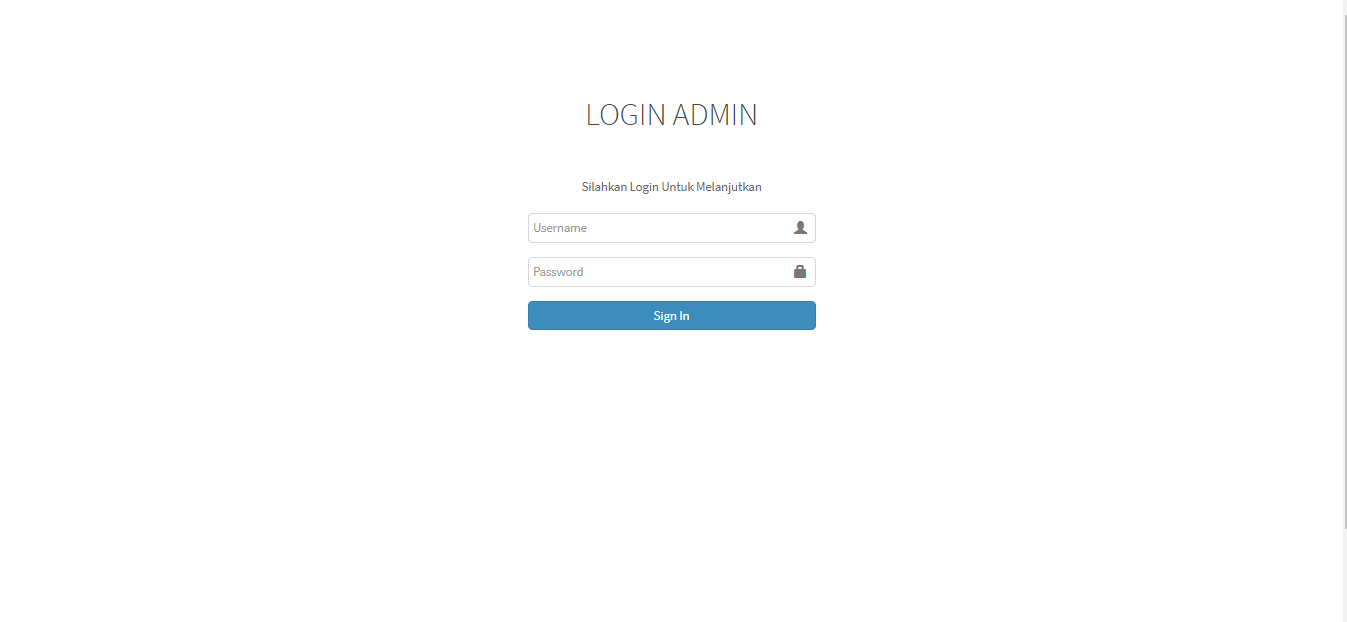 LOGIN ADMIN
Silahkan Login Untuk Melanjutkan
Username
Password
Sign In